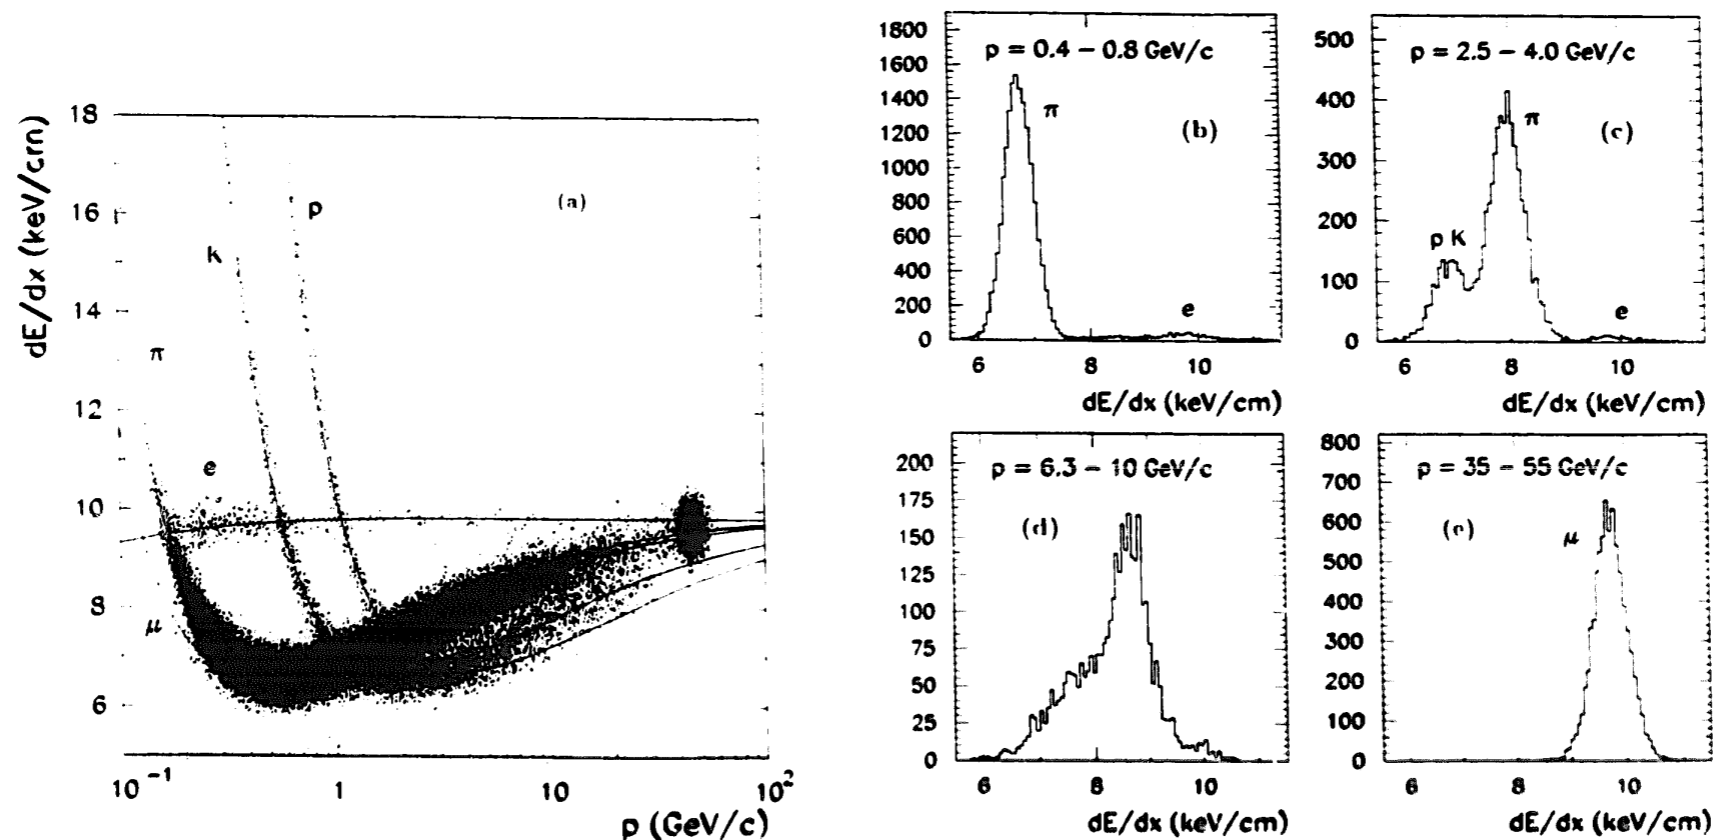 18
16
14
12
10
8
6
dE/dx (keV/cm)
(a)
p
k
π
e
μ
10⁻¹
1
10
10²
p (GeV/c)
1800
1600
1400
1200
1000
800
600
400
200
0
p = 0.4 – 0.8 GeV/c
π
(b)
e
6
8
10
dE/dx (keV/cm)
500
400
300
200
100
0
p = 2.5 – 4.0 GeV/c
π
(c)
p K
e
6
8
10
dE/dx (keV/cm)
200
175
150
125
100
75
50
25
0
p = 6.3 – 10 GeV/c
(d)
6
8
10
dE/dx (keV/cm)
800
700
600
500
400
300
200
100
0
p = 35 – 55 GeV/c
μ
(e)
6
8
10
dE/dx (keV/cm)